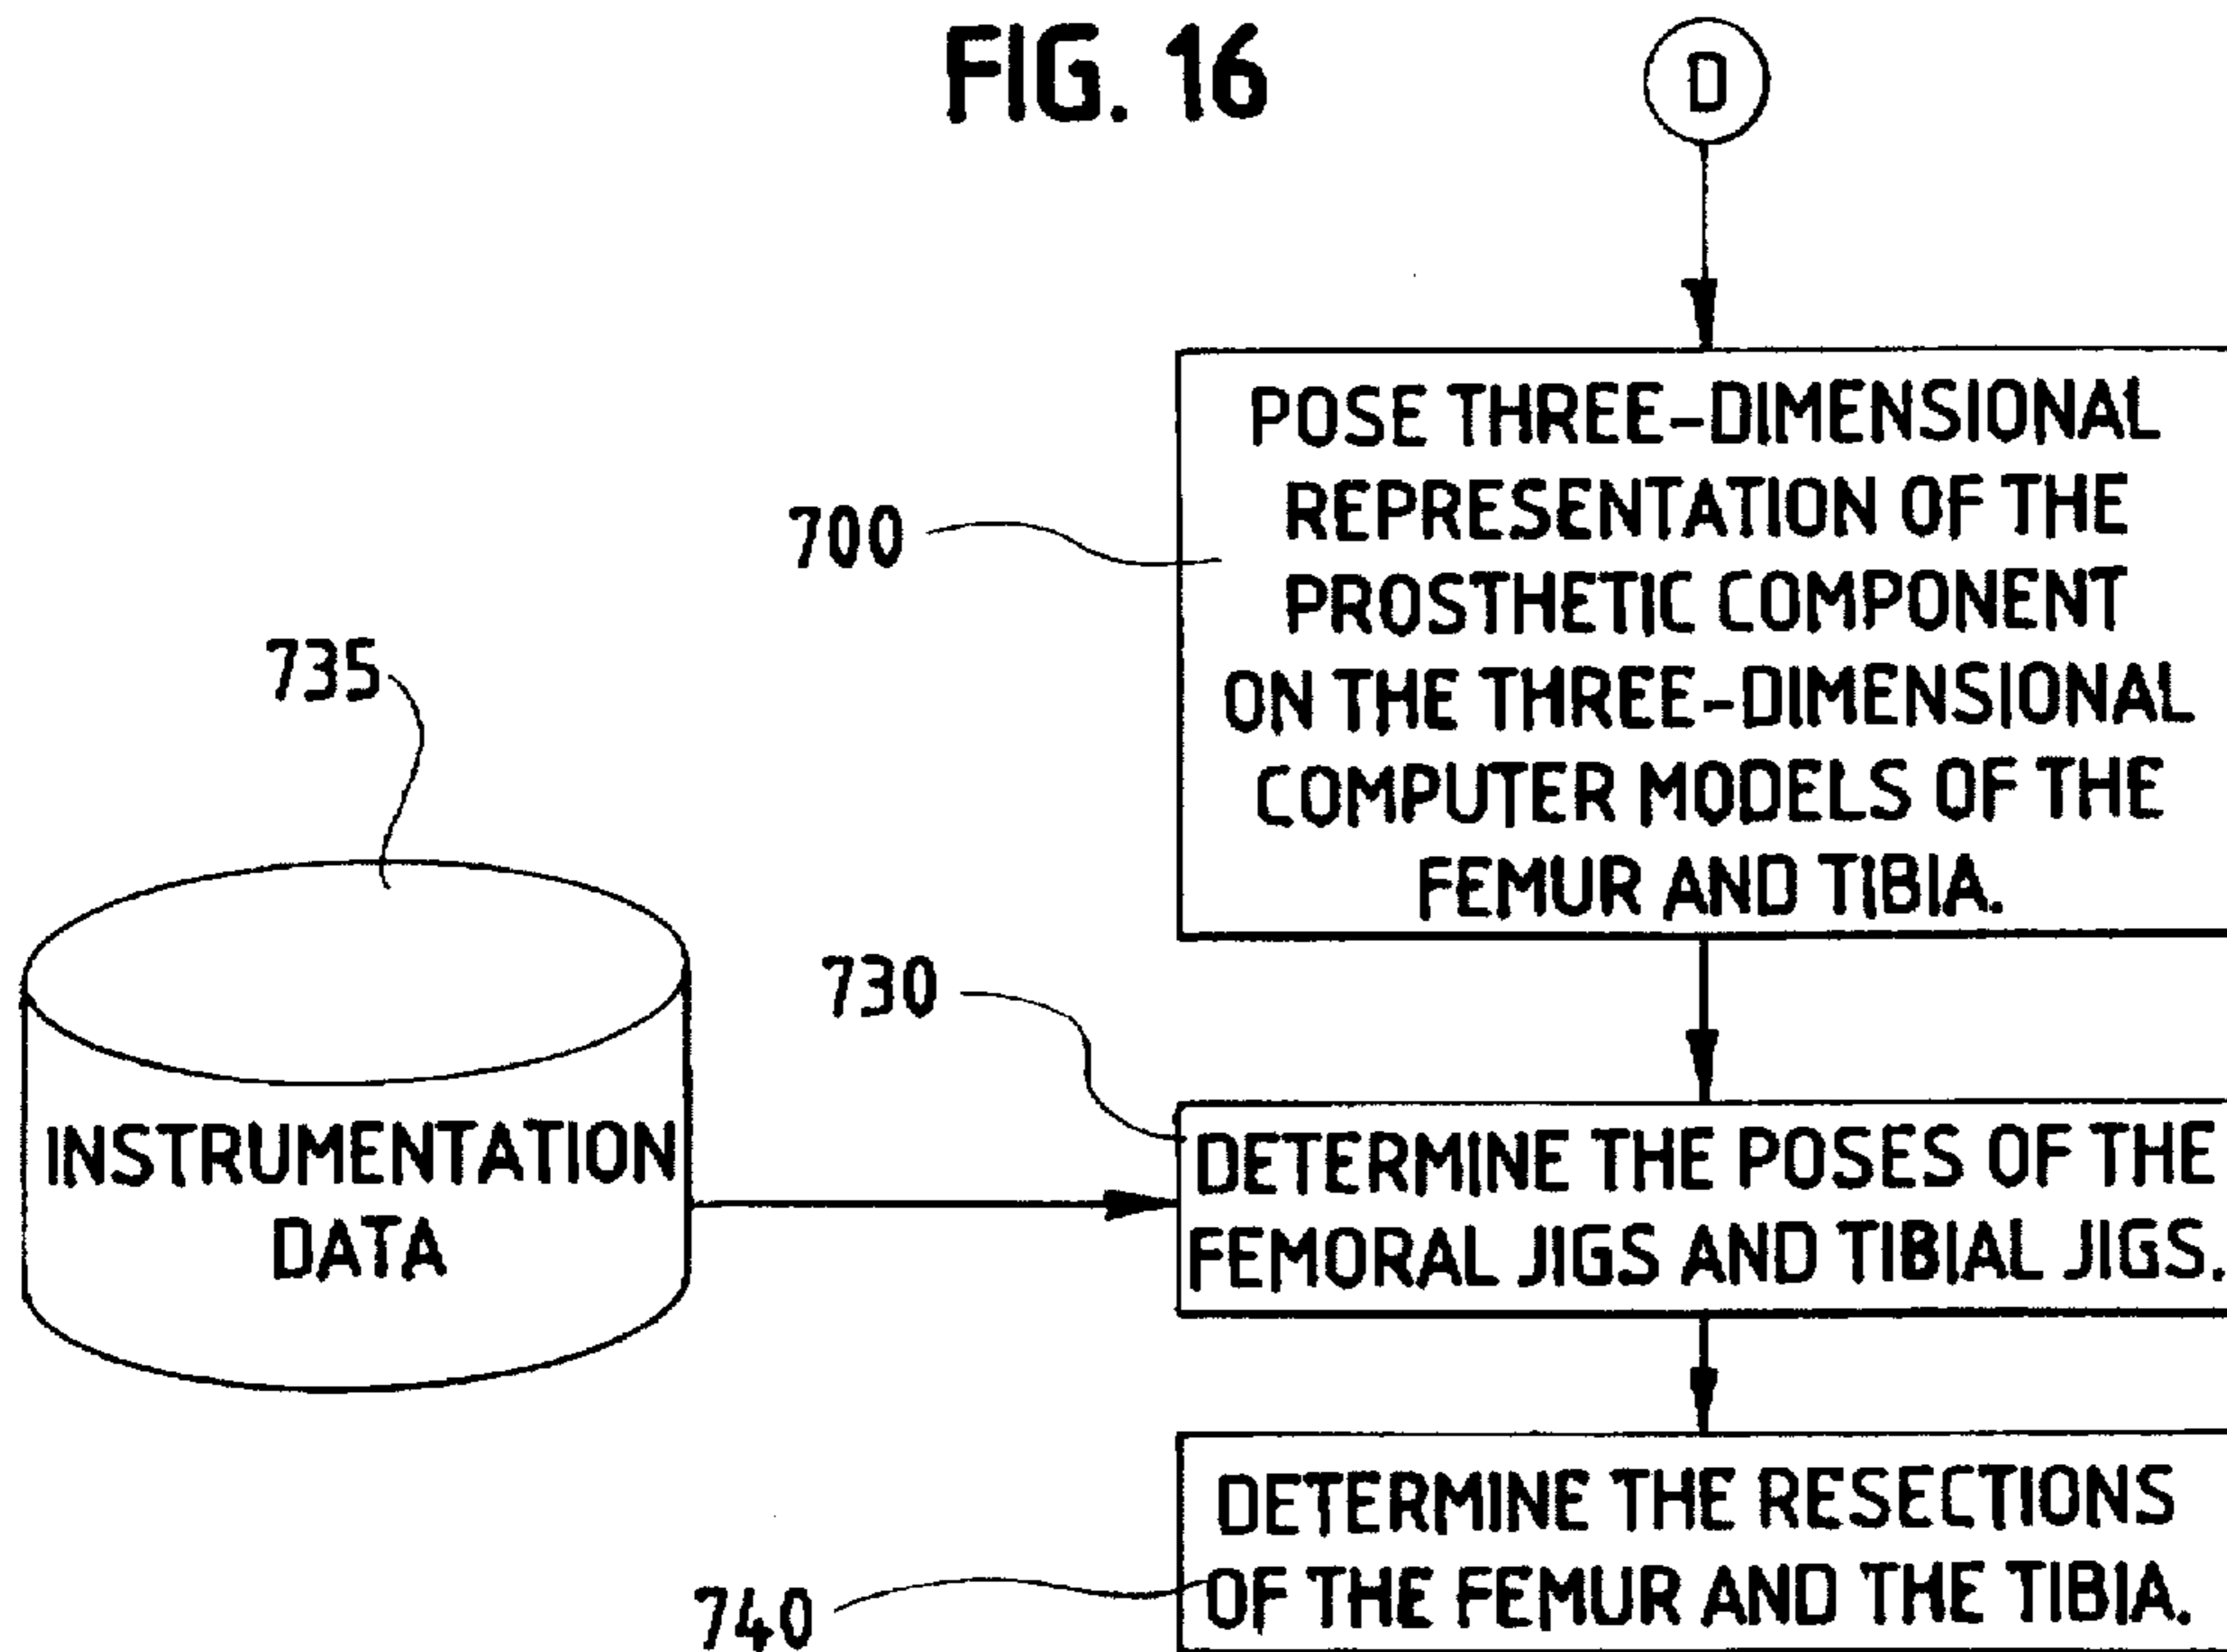 FIG. 16
D
POSE THREE-DIMENSIONAL
REPRESENTATION OF THE
PROSTHETIC COMPONENT
ON THE THREE-DIMENSIONAL
COMPUTER MODELS OF THE
FEMUR AND TIBIA.
700
735
INSTRUMENTATION
DATA
730
DETERMINE THE POSES OF THE
FEMORAL JIGS AND TIBIAL JIGS.
DETERMINE THE RESECTIONS
OF THE FEMUR AND THE TIBIA.
740